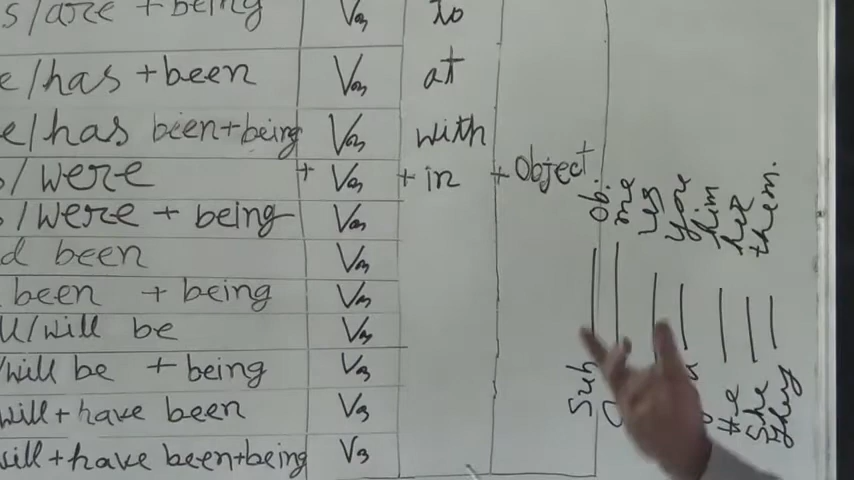 s/are + being V₃ to
e/has + been V₃ at
e/has been+being V₃ with
/were + V₃ + in + Object
/were + being V₃
d been V₃
been + being V₃
ll/will be V₃
/will be + being V₃
will + have been V₃
will + have been+being V₃
Sub — Ob.
me
us
you
him
He — him
She — her
They — them.